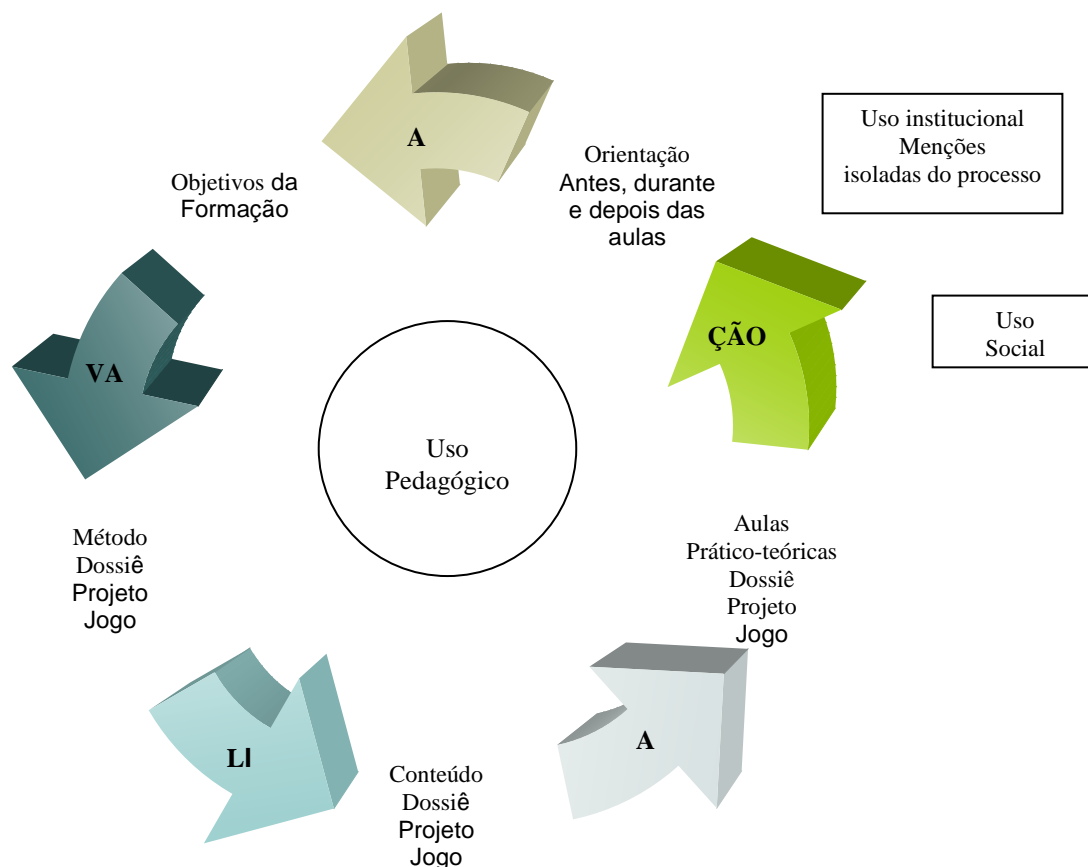 A
Uso institucional
Menções
isoladas do processo
Orientação
Antes, durante
e depois das
aulas
Objetivos da
Formação
Uso
Social
ÇÃO
VA
Uso
Pedagógico
Método
Dossiê
Projeto
Jogo
Aulas
Prático-teóricas
Dossiê
Projeto
Jogo
LI
A
Conteúdo
Dossiê
Projeto
Jogo